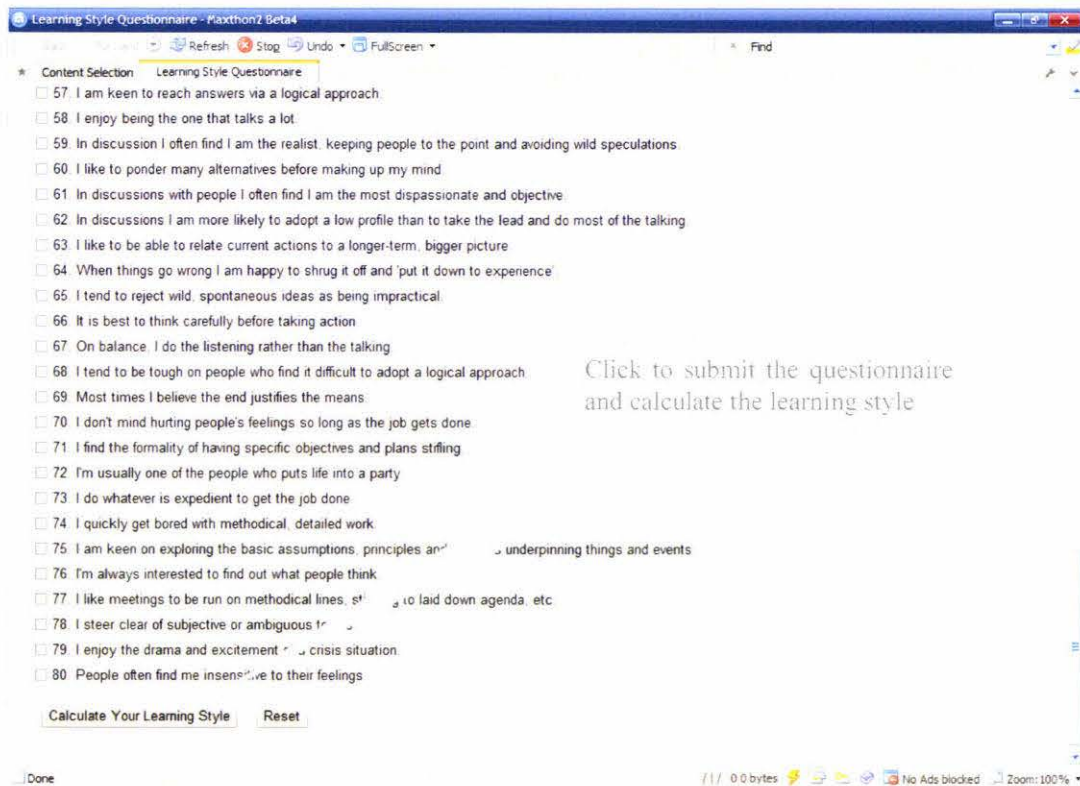 Learning Style Questionnaire - Maxthon2 Beta4
Refresh Stop Undo FullScreen Find
Content Selection Learning Style Questionnaire
57. I am keen to reach answers via a logical approach.
58. I enjoy being the one that talks a lot.
59. In discussion I often find I am the realist, keeping people to the point and avoiding wild speculations.
60. I like to ponder many alternatives before making up my mind.
61. In discussions with people I often find I am the most dispassionate and objective.
62. In discussions I am more likely to adopt a low profile than to take the lead and do most of the talking.
63. I like to be able to relate current actions to a longer-term, bigger picture.
64. When things go wrong I am happy to shrug it off and 'put it down to experience'
65. I tend to reject wild, spontaneous ideas as being impractical.
66. It is best to think carefully before taking action.
67. On balance, I do the listening rather than the talking.
68. I tend to be tough on people who find it difficult to adopt a logical approach.
Click to submit the questionnaire
and calculate the learning style
69. Most times I believe the end justifies the means.
70. I don't mind hurting people's feelings so long as the job gets done.
71. I find the formality of having specific objectives and plans stifling.
72. I'm usually one of the people who puts life into a party.
73. I do whatever is expedient to get the job done.
74. I quickly get bored with methodical, detailed work.
75. I am keen on exploring the basic assumptions, principles underpinning things and events
76. I'm always interested to find out what people think.
77. I like meetings to be run on methodical lines, to laid down agenda, etc.
78. I steer clear of subjective or ambiguous
79. I enjoy the drama and excitement crisis situation.
80. People often find me insensitive to their feelings.
Calculate Your Learning Style Reset
Done 0.0 bytes No Ads blocked Zoom: 100%